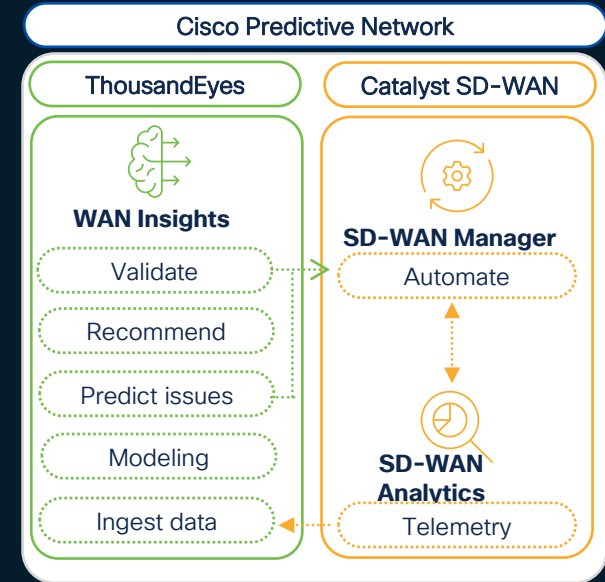 Cisco Predictive Network
ThousandEyes
WAN Insights
Validate
Recommend
Predict issues
Modeling
Ingest data
Catalyst SD-WAN
SD-WAN Manager
Automate
SD-WAN
Analytics
Telemetry